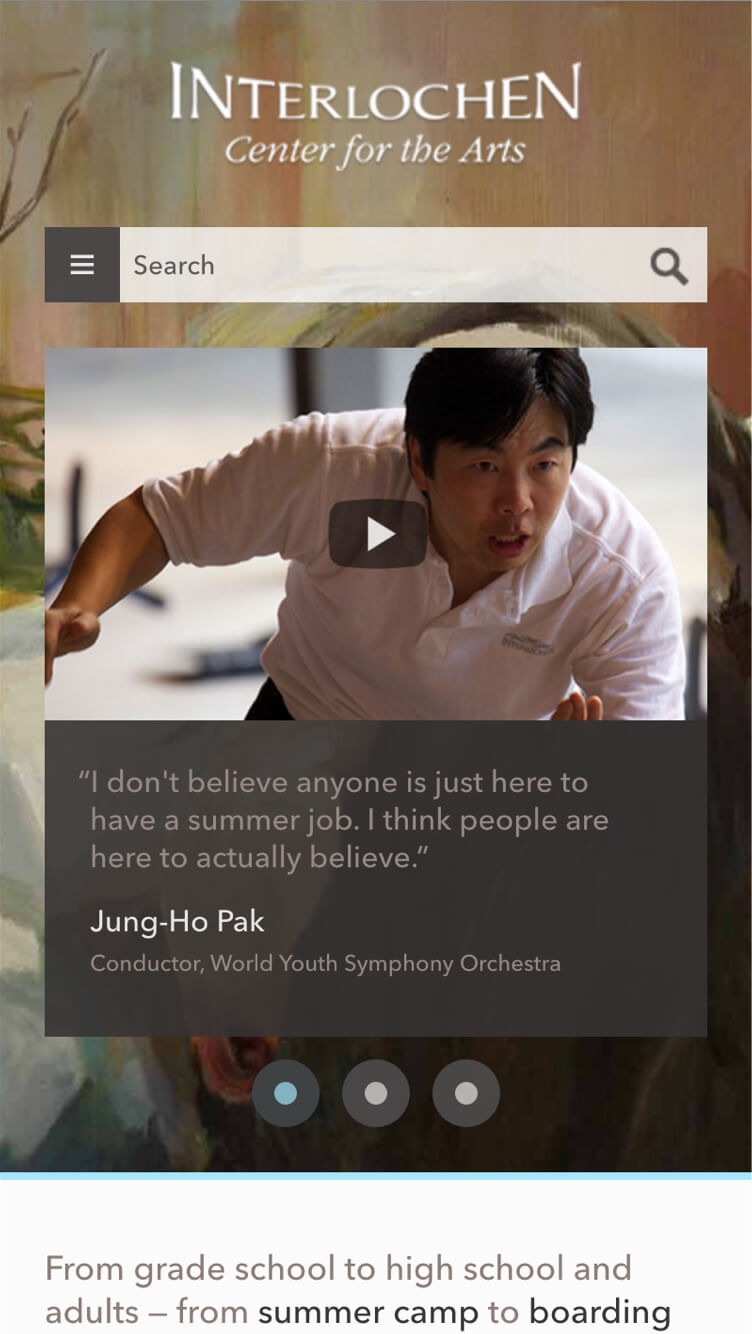 INTERLOCHEN
Center for the Arts
Search
INTERLOCHEN
“I don't believe anyone is just here to
have a summer job. I think people are
here to actually believe.”
Jung-Ho Pak
Conductor, World Youth Symphony Orchestra
From grade school to high school and
adults – from summer camp to boarding